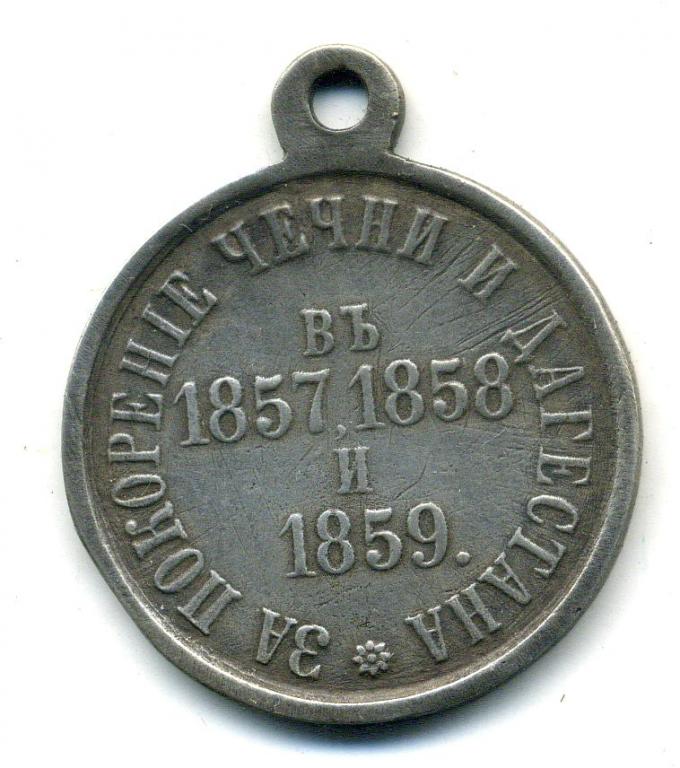 ЗА ПОКОРЕНІЕ ЧЕЧНИ И ДАГЕСТАНА
ВЪ
1857, 1858
И
1859.